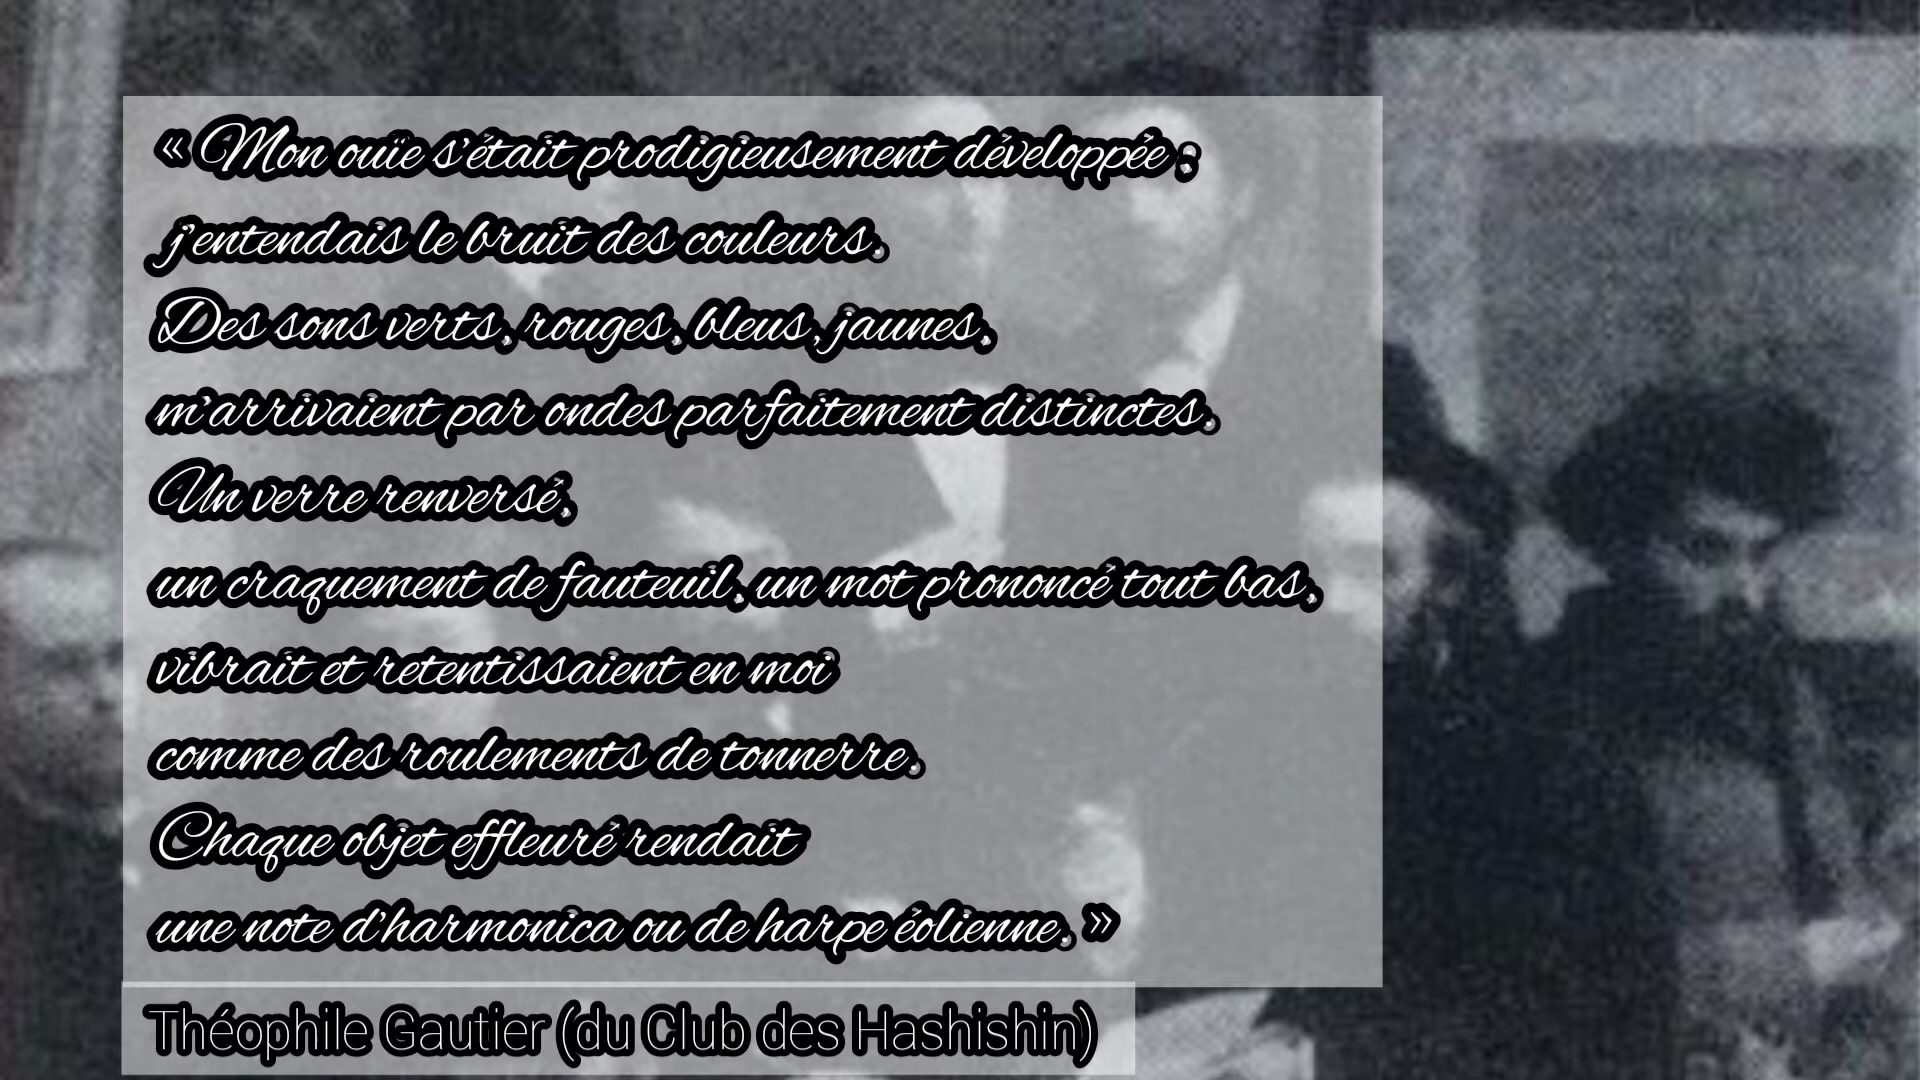 « Mon ouïe s'était prodigieusement développée ;
j'entendais le bruit des couleurs.
Des sons verts, rouges, bleus, jaunes,
m'arrivaient par ondes parfaitement distinctes.
Un verre renversé,
un craquement de fauteuil, un mot prononcé tout bas,
vibrait et retentissaient en moi
comme des roulements de tonnerre.
Chaque objet effleuré rendait
une note d'harmonica ou de harpe éolienne. »
Théophile Gautier (du Club des Hashishin)